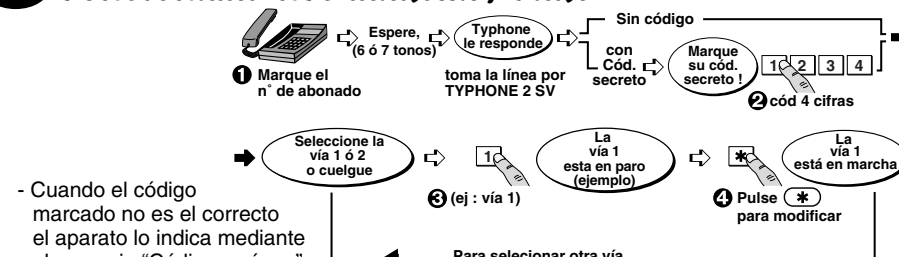 Sin código
Espere,
(6 ó 7 tonos)
Typhone
le responde
con
Cód.
secreto
Marque
su cód.
secreto !
1 2 3 4
❶ Marque el
n° de abonado
toma la línea por
TYPHONE 2 SV
❷ cód 4 cifras
Seleccione la
vía 1 ó 2
o cuelgue
1
La
vía 1
esta en paro
(ejemplo)
*
La
vía 1
está en marcha
❸ (ej : vía 1)
❹ Pulse *
para modificar
- Cuando el código
marcado no es el correcto
el aparato lo indica mediante
Para selecionar otra vía